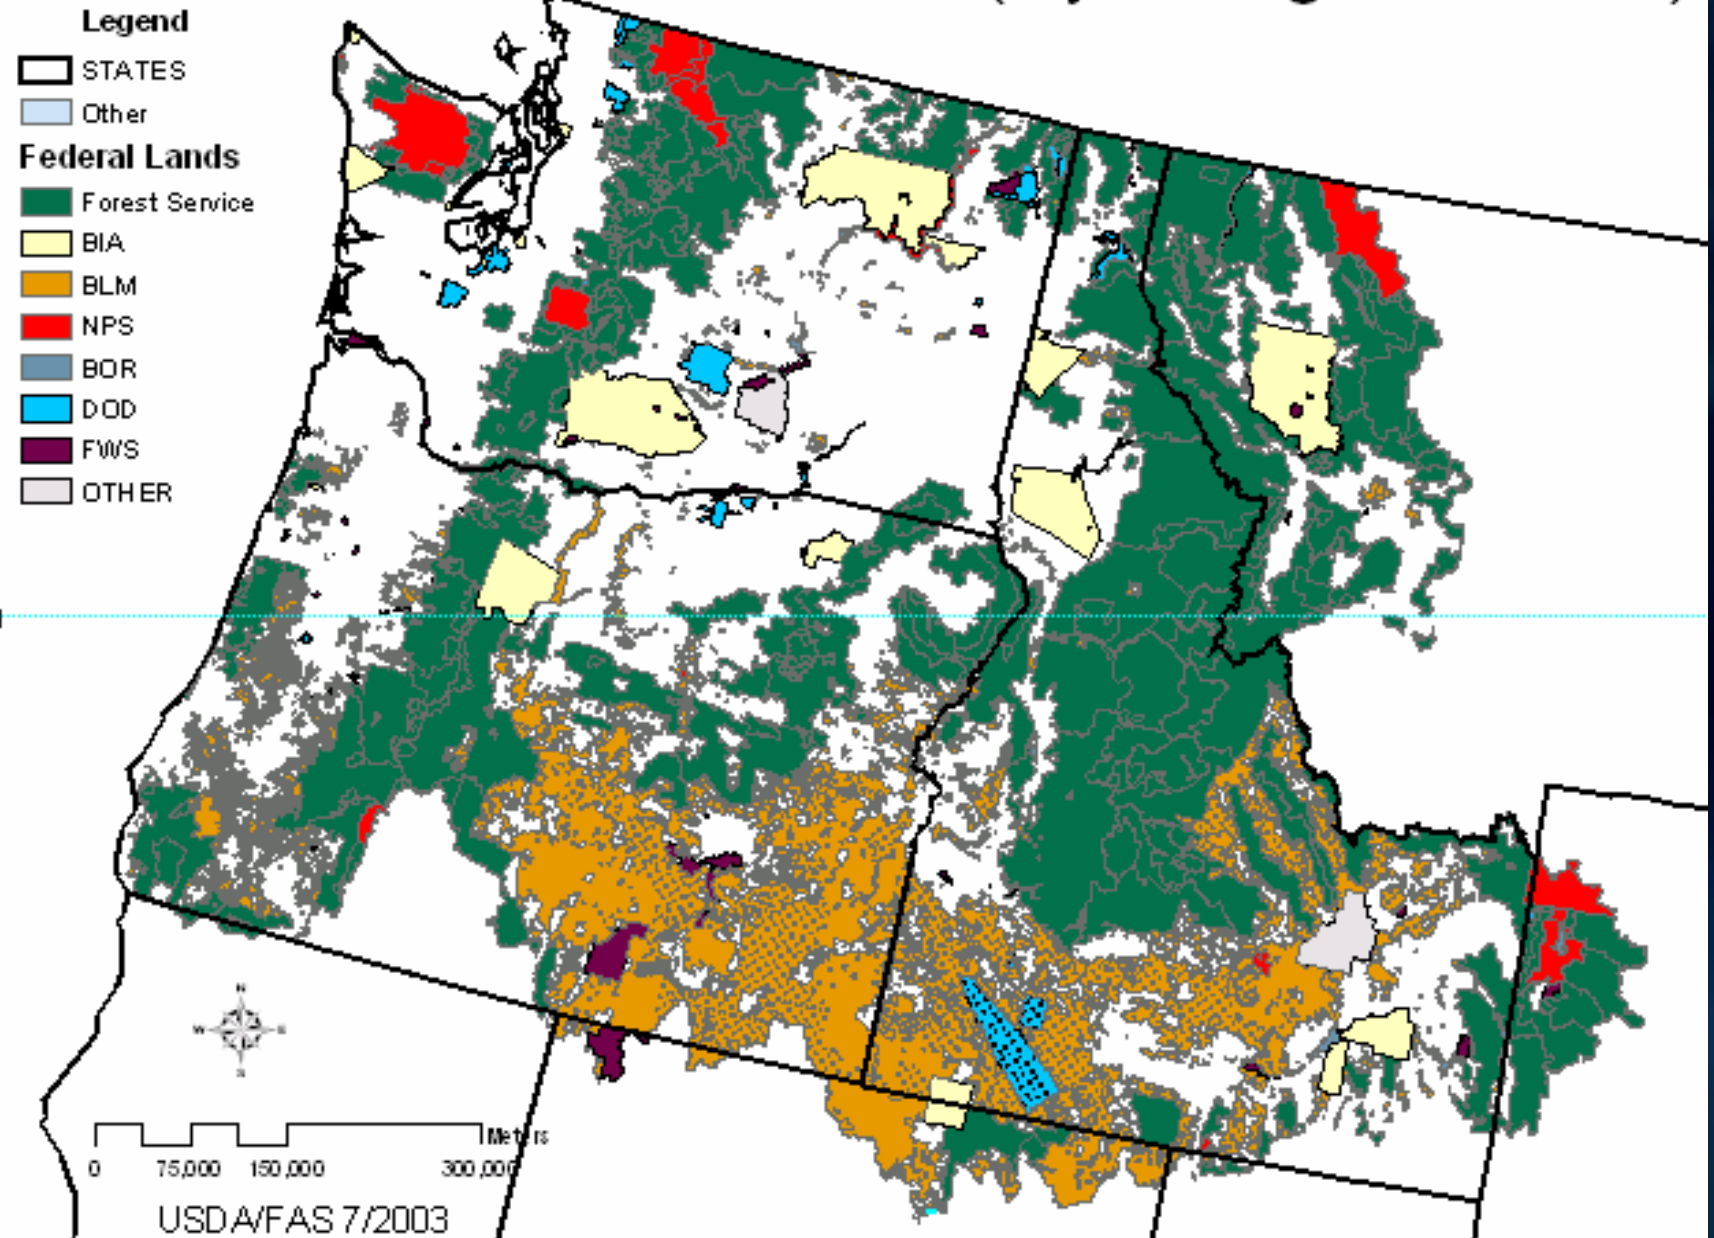 Legend
STATES
Other
Federal Lands
Forest Service
BIA
BLM
NPS
BOR
DOD
FWS
OTHER
N
W E
S
Meters
0 75,000 150,000 300,000
USDA/FAS 7/2003